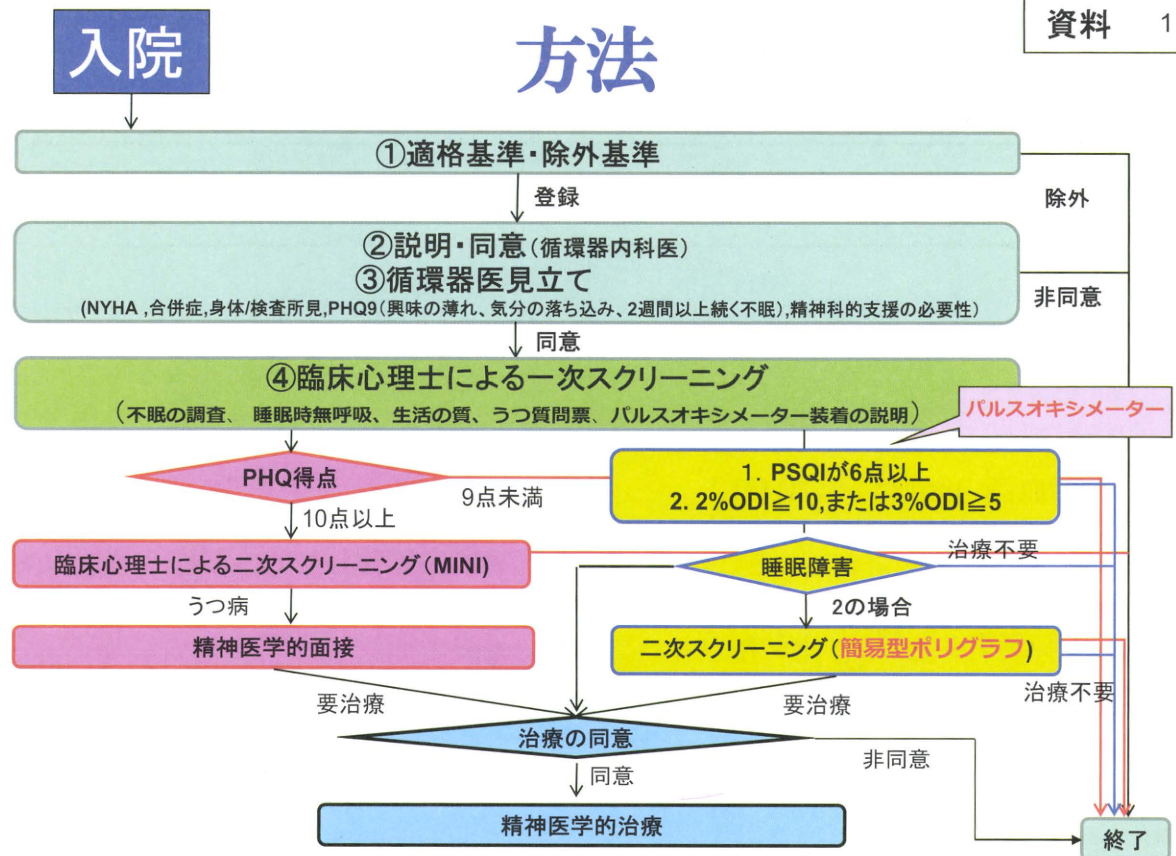 資料 1
入院
方法
①適格基準・除外基準
登録
除外
②説明・同意(循環器内科医)
③循環器医見立て
(NYHA ,合併症,身体/検査所見,PHQ9(興味の薄れ、気分の落ち込み、2週間以上続く不眠),精神科的支援の必要性)
非同意
同意
④臨床心理士による一次スクリーニング
(不眠の調査、 睡眠時無呼吸、生活の質、うつ質問票、パルスオキシメーター装着の説明)
パルスオキシメーター
PHQ得点
9点未満
1. PSQIが6点以上
2. 2%ODI≧10,または3%ODI≧5
10点以上
臨床心理士による二次スクリーニング(MINI)
睡眠障害
治療不要
うつ病
2の場合
精神医学的面接
二次スクリーニング(簡易型ポリグラフ)
要治療
要治療
治療不要
治療の同意
非同意
同意
精神医学的治療
終了